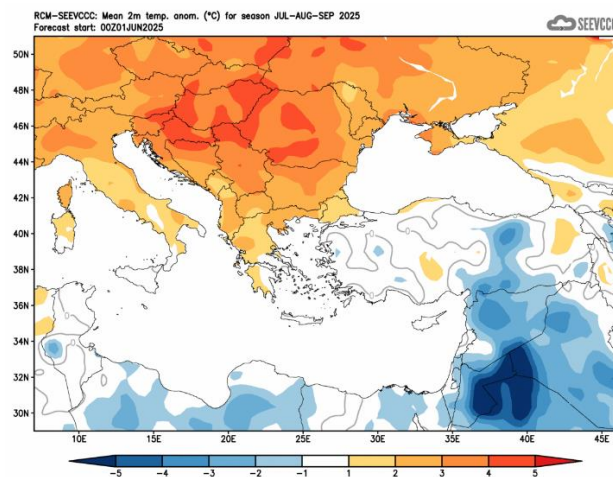 RCM-SEEVCCC: Mean 2m temp. anom. (°C) for season JUL-AUG-SEP 2025
Forecast start: 00Z01JUN2025
SEEVCCC
50N
48N
46N
44N
42N
40N
38N
36N
34N
32N
30N
10E 15E 20E 25E 30E 35E 40E 45E
-5 -4 -3 -2 -1 1 2 3 4 5